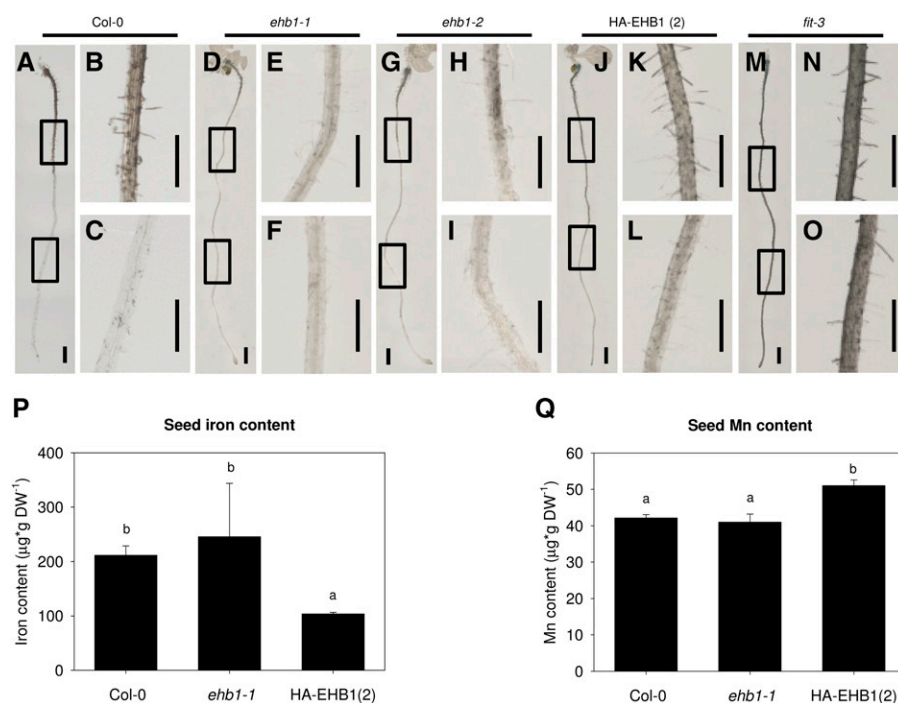 Col-0 ehb1-1 ehb1-2 HA-EHB1 (2) fit-3
A B D E G H J K M N
C F I L O
P
Seed iron content
Iron content (µg*g DW⁻¹)
400
300
200
100
0
b
b
a
Col-0 ehb1-1 HA-EHB1(2)
Q
Seed Mn content
Mn content (µg*g DW⁻¹)
60
50
40
30
20
10
0
a
a
b
Col-0 ehb1-1 HA-EHB1(2)